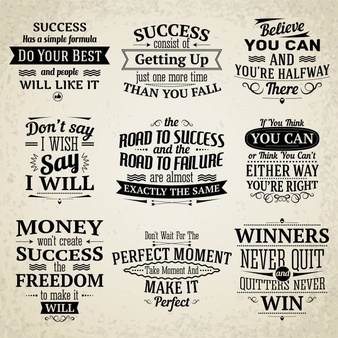 SUCCESS
Has a simple formula
DO YOUR BEST
and people
WILL LIKE IT
SUCCESS
consist of
Getting Up
just one more time
THAN YOU FALL
Believe
YOU CAN
AND
YOU'RE HALFWAY
There
Don't say
I WISH
Say
I WILL
the
ROAD TO SUCCESS
and the
ROAD TO FAILURE
are almost
EXACTLY THE SAME
If You Think
YOU CAN
or Think You Can't
EITHER WAY
YOU'RE RIGHT
MONEY
won't create
SUCCESS
the
FREEDOM
to make it
WILL
Don't Wait For The
PERFECT MOMENT
Take Moment And
MAKE IT
Perfect
WINNERS
NEVER QUIT
and
QUITTERS NEVER
WIN